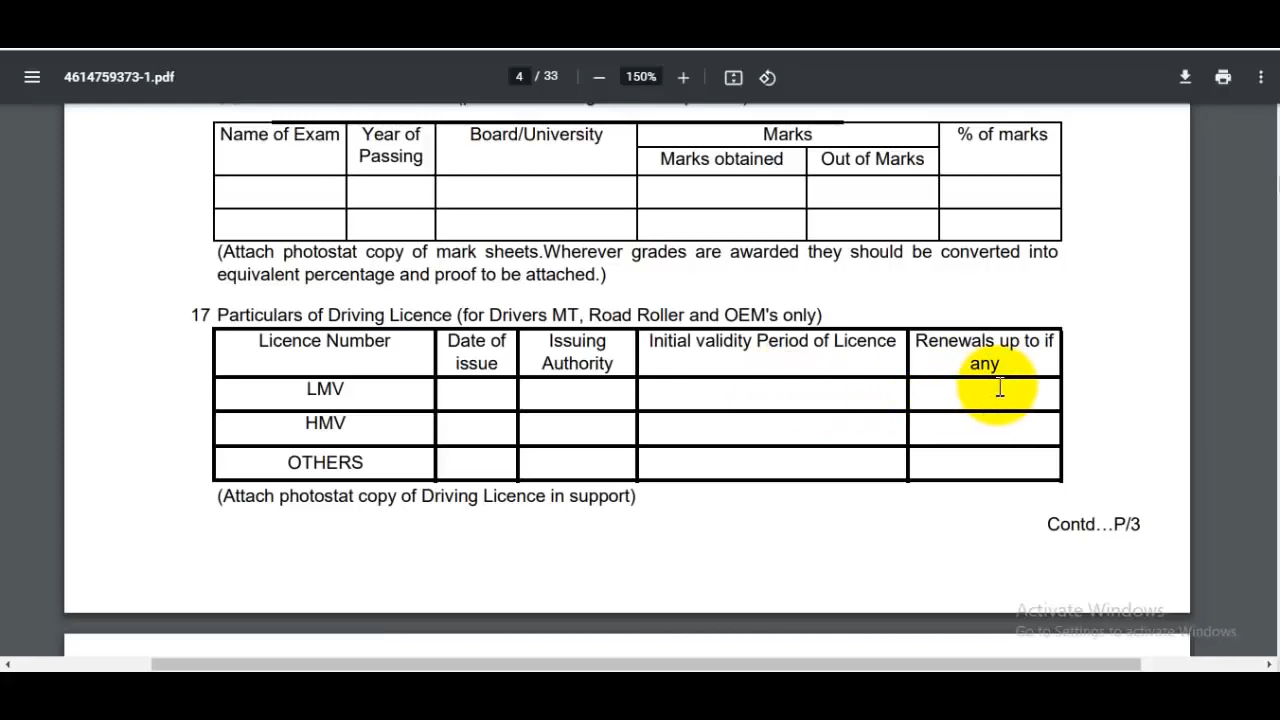 4614759373-1.pdf
4 / 33
150%
Name of Exam
Year of
Passing
Board/University
Marks
% of marks
Marks obtained
Out of Marks
(Attach photostat copy of mark sheets.Wherever grades are awarded they should be converted into
equivalent percentage and proof to be attached.)
17 Particulars of Driving Licence (for Drivers MT, Road Roller and OEM's only)
Licence Number
Date of
issue
Issuing
Authority
Initial validity Period of Licence
Renewals up to if
any
LMV
HMV
OTHERS
(Attach photostat copy of Driving Licence in support)
Contd…P/3
Activate Windows
Go to Settings to activate Windows.